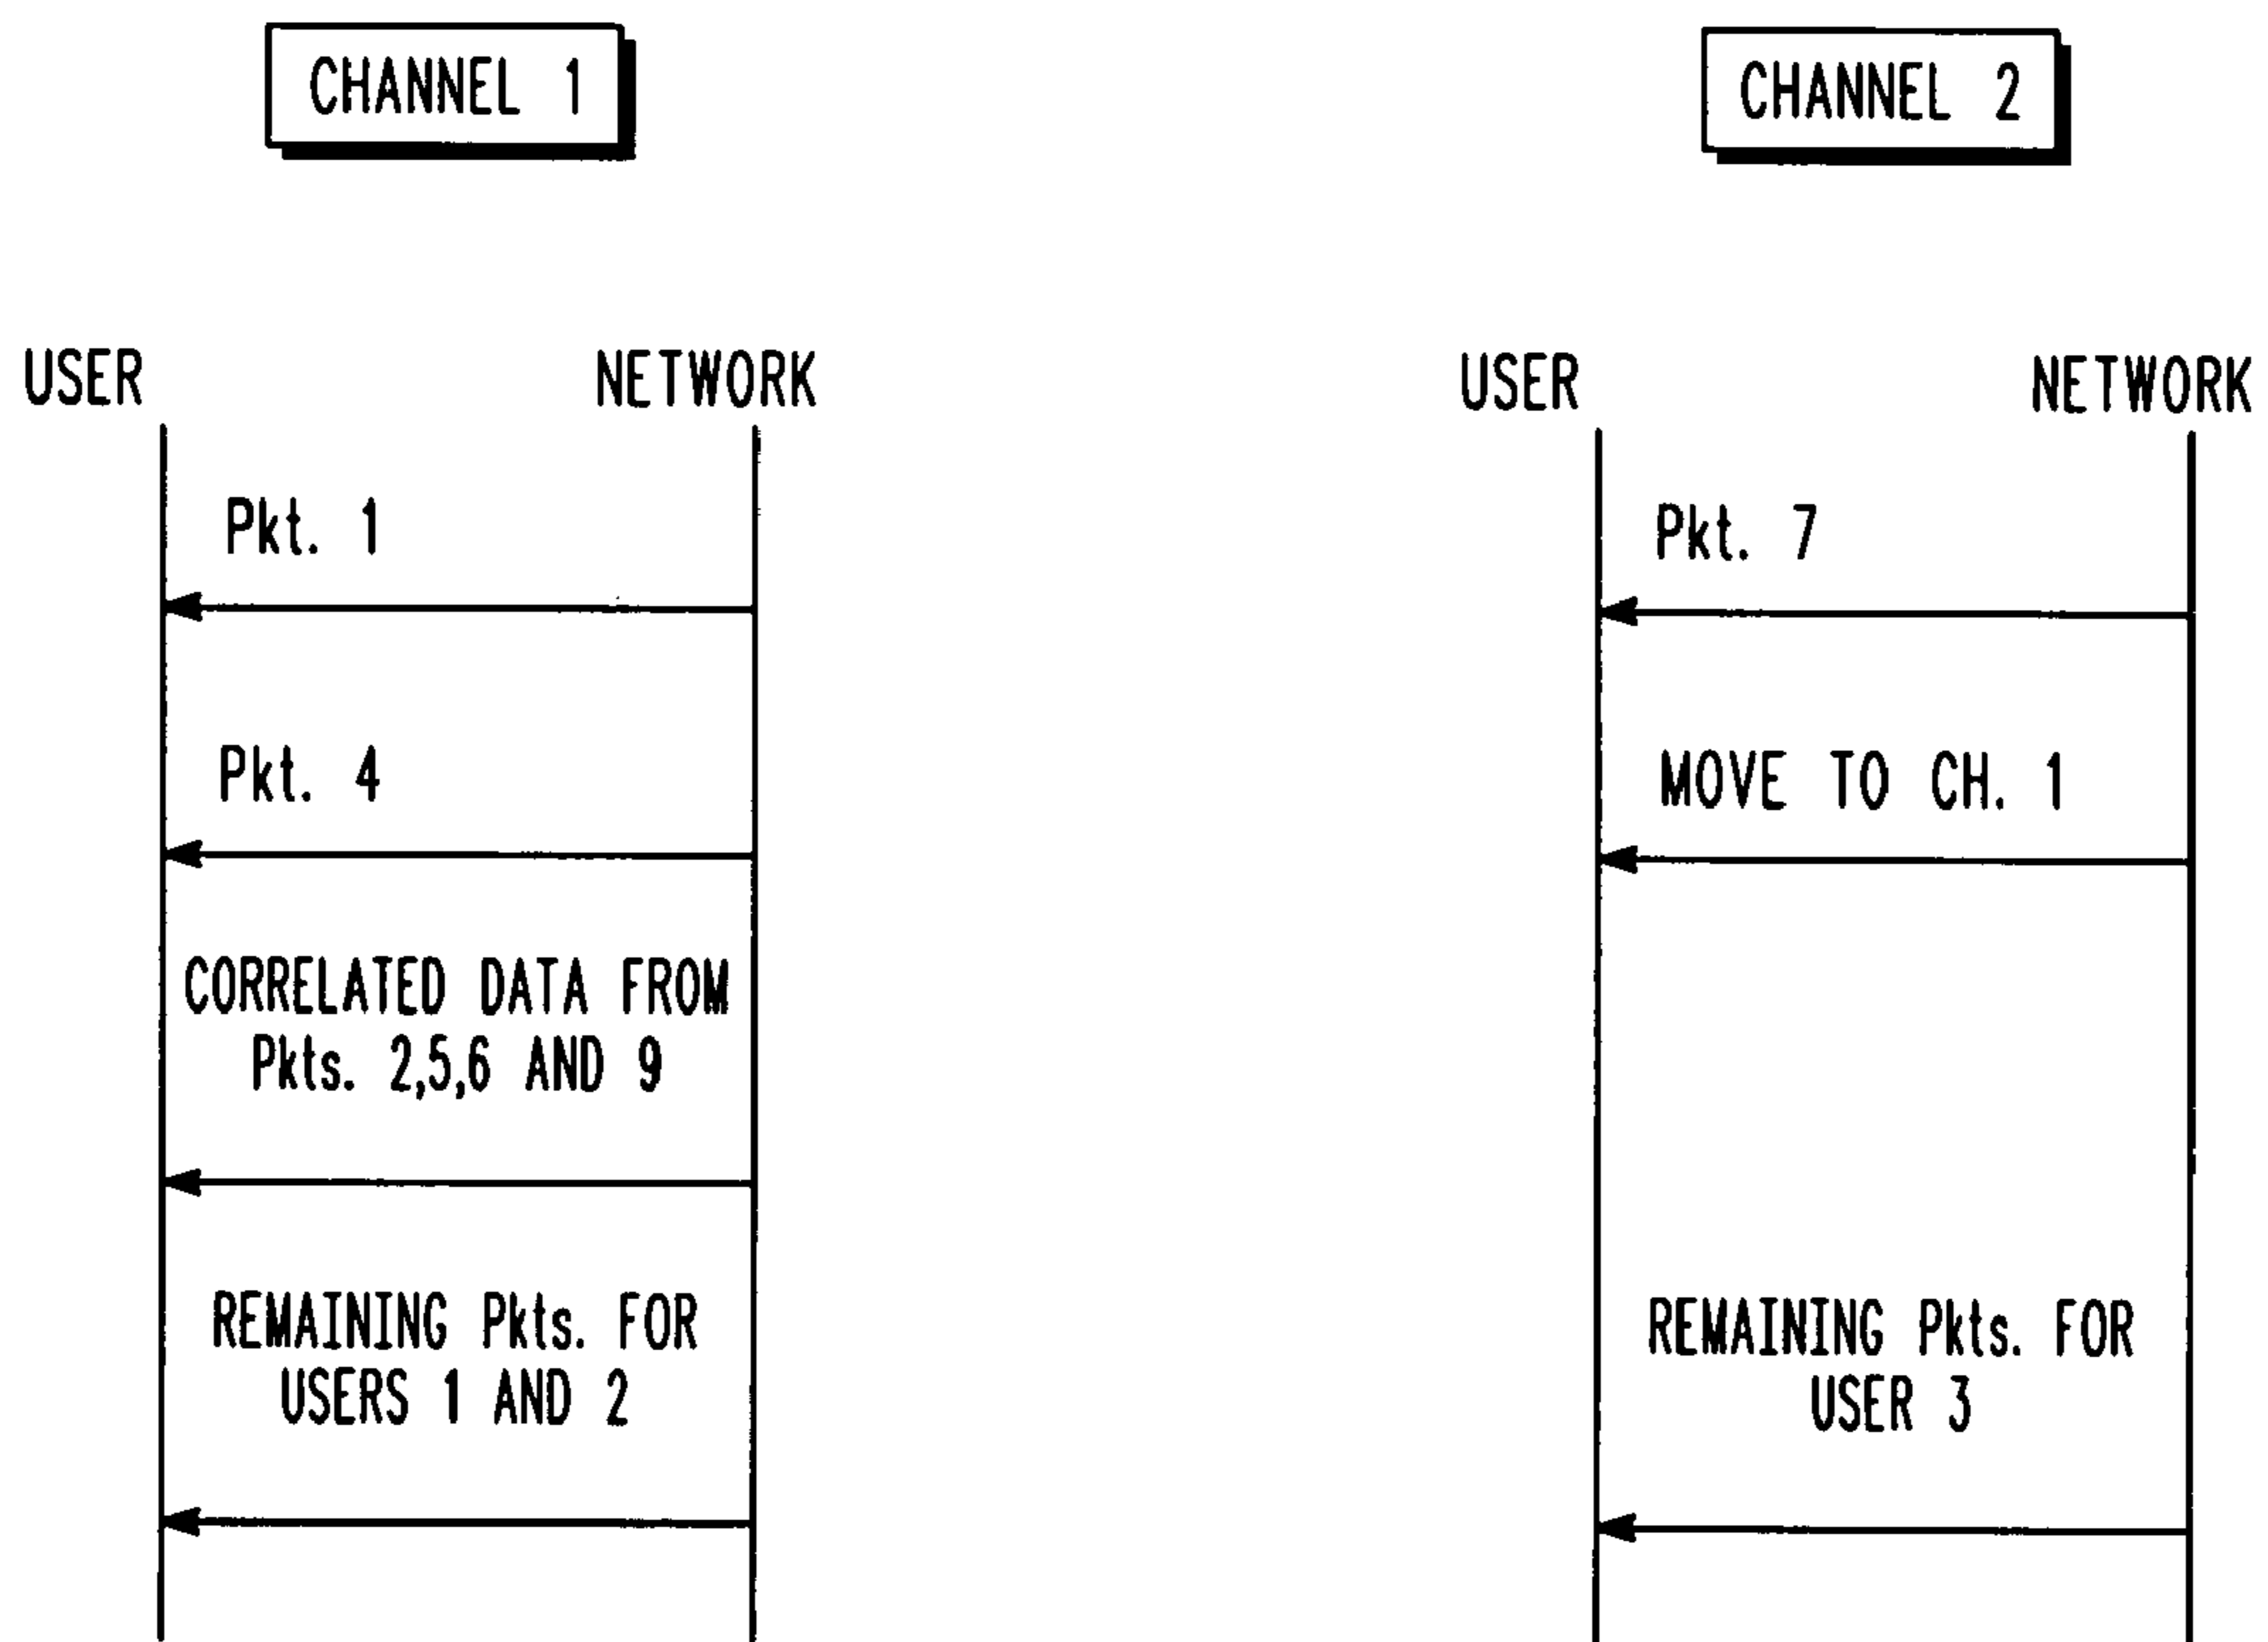 CHANNEL 1
USER
NETWORK
Pkt. 1
Pkt. 4
CORRELATED DATA FROM
Pkts. 2,5,6 AND 9
REMAINING Pkts. FOR
USERS 1 AND 2
CHANNEL 2
USER
NETWORK
Pkt. 7
MOVE TO CH. 1
REMAINING Pkts. FOR
USER 3